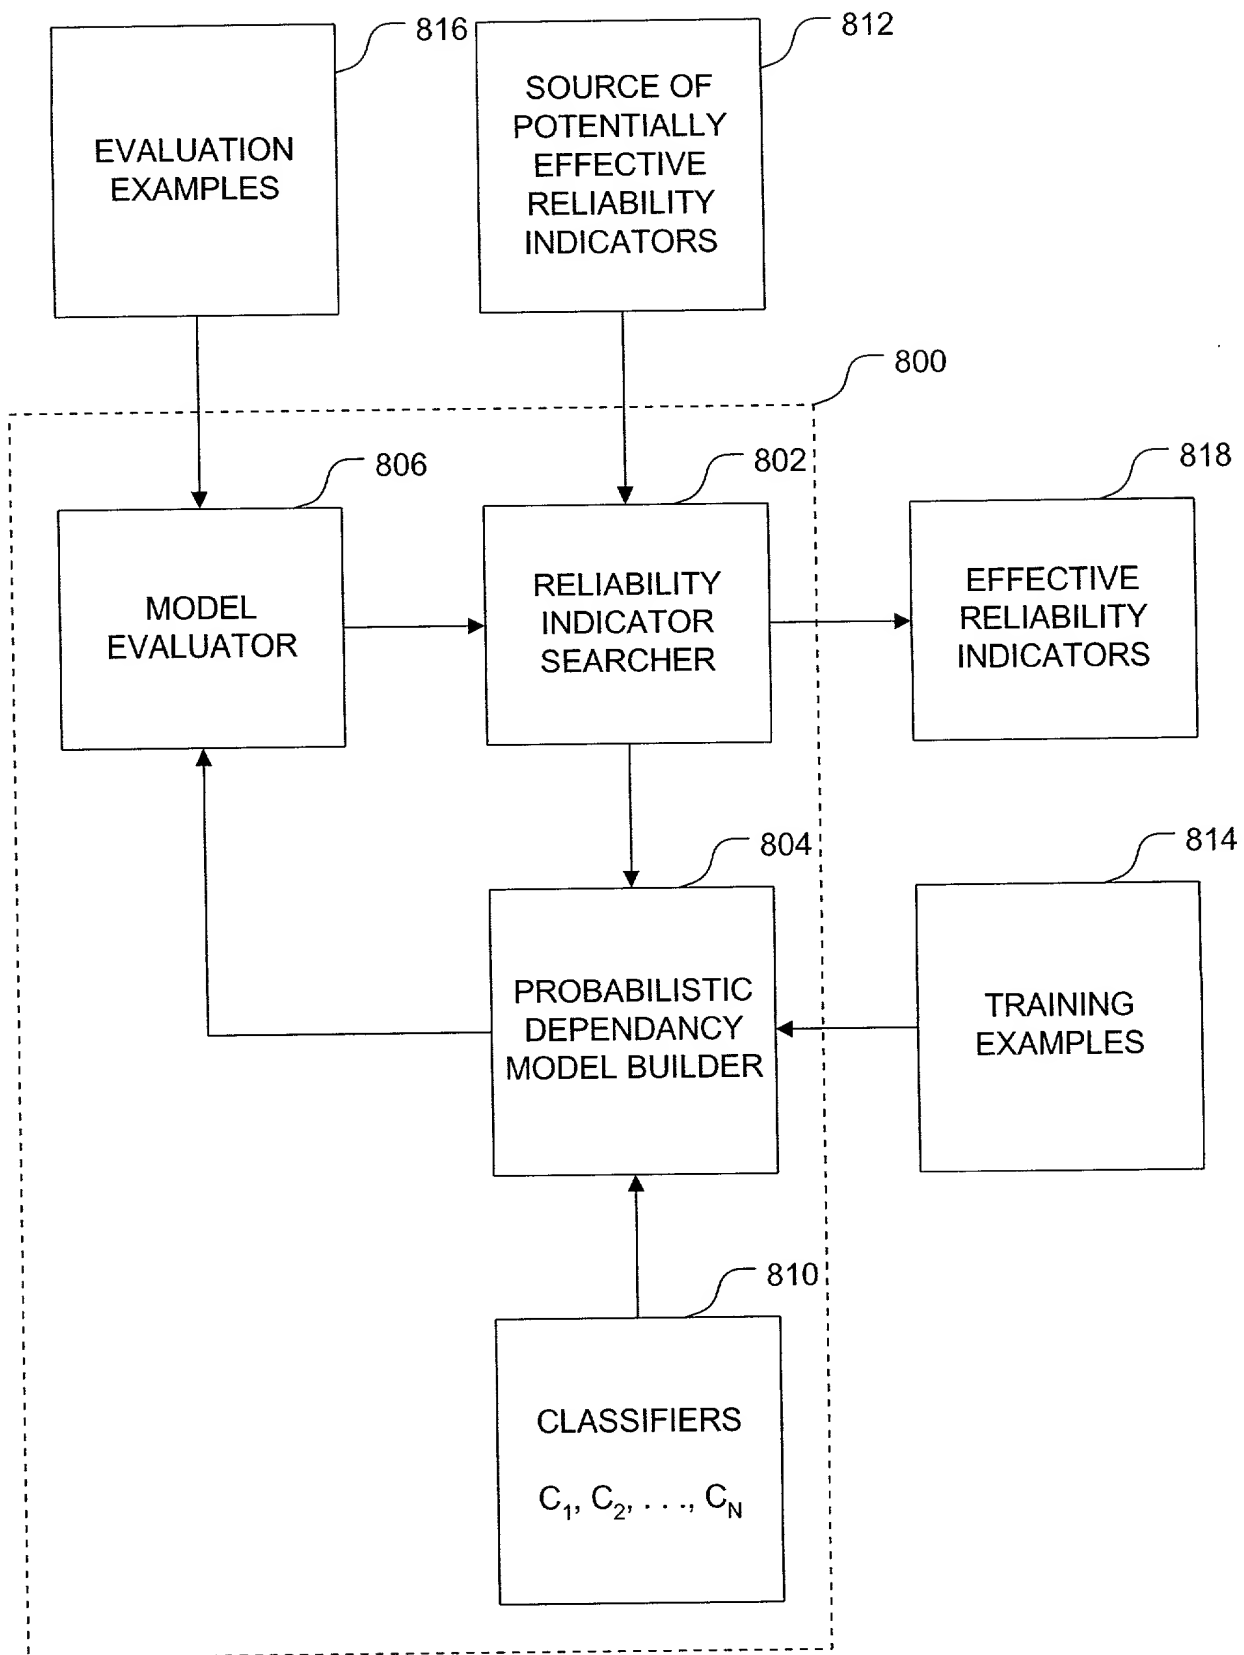 816
812
EVALUATION
EXAMPLES
SOURCE OF
POTENTIALLY
EFFECTIVE
RELIABILITY
INDICATORS
800
806
802
818
MODEL
EVALUATOR
RELIABILITY
INDICATOR
SEARCHER
EFFECTIVE
RELIABILITY
INDICATORS
804
814
PROBABILISTIC
DEPENDANCY
MODEL BUILDER
TRAINING
EXAMPLES
810
CLASSIFIERS
C₁, C₂, . . ., C_N